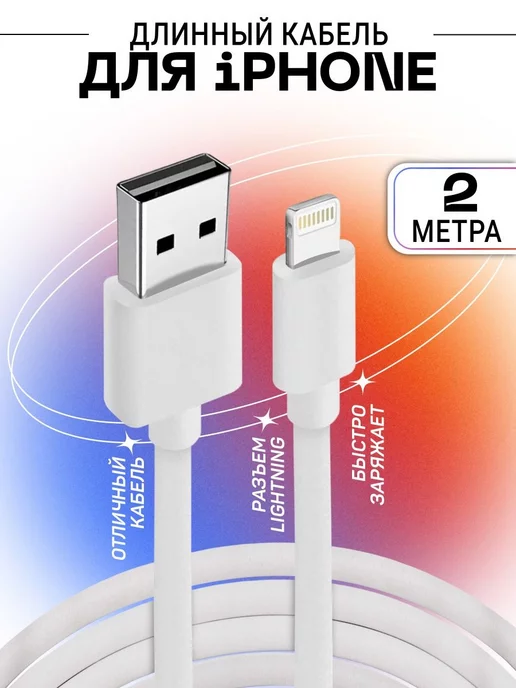 ДЛИННЫЙ КАБЕЛЬ
ДЛЯ iPHONE
2
МЕТРА
ОТЛИЧНЫЙ
КАБЕЛЬ
РАЗЪЕМ
LIGHTNING
БЫСТРО
ЗАРЯЖАЕТ